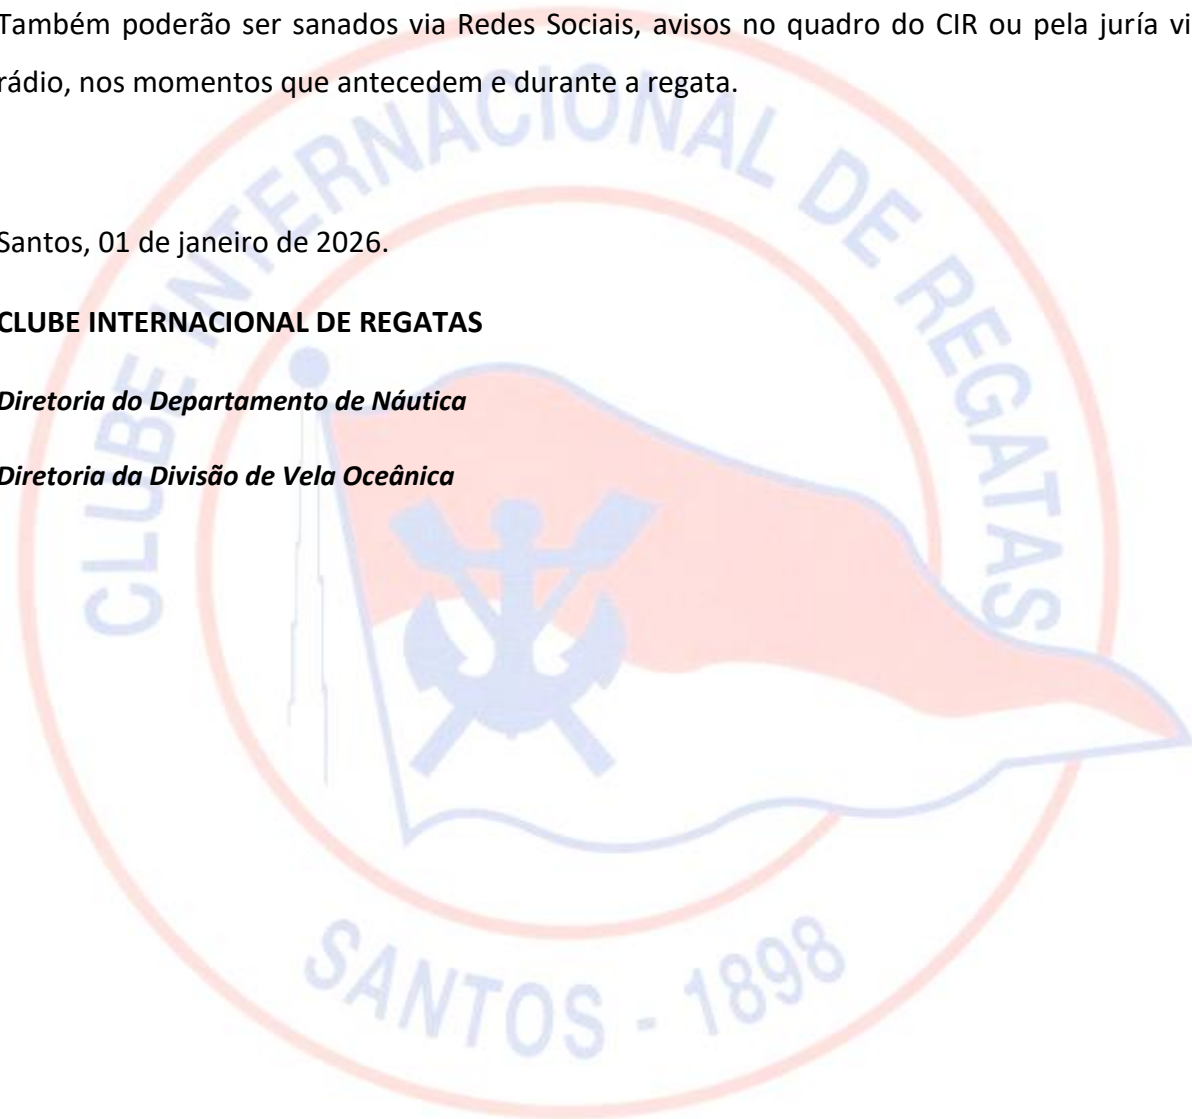 Também poderão ser sanados via Redes Sociais, avisos no quadro do CIR ou pela juría vi
rádio, nos momentos que antecedem e durante a regata.
Santos, 01 de janeiro de 2026.
CLUBE INTERNACIONAL DE REGATAS
Diretoria do Departamento de Náutica
Diretoria da Divisão de Vela Oceânica
CLUBE INTERNACIONAL DE REGATAS
SANTOS - 1898